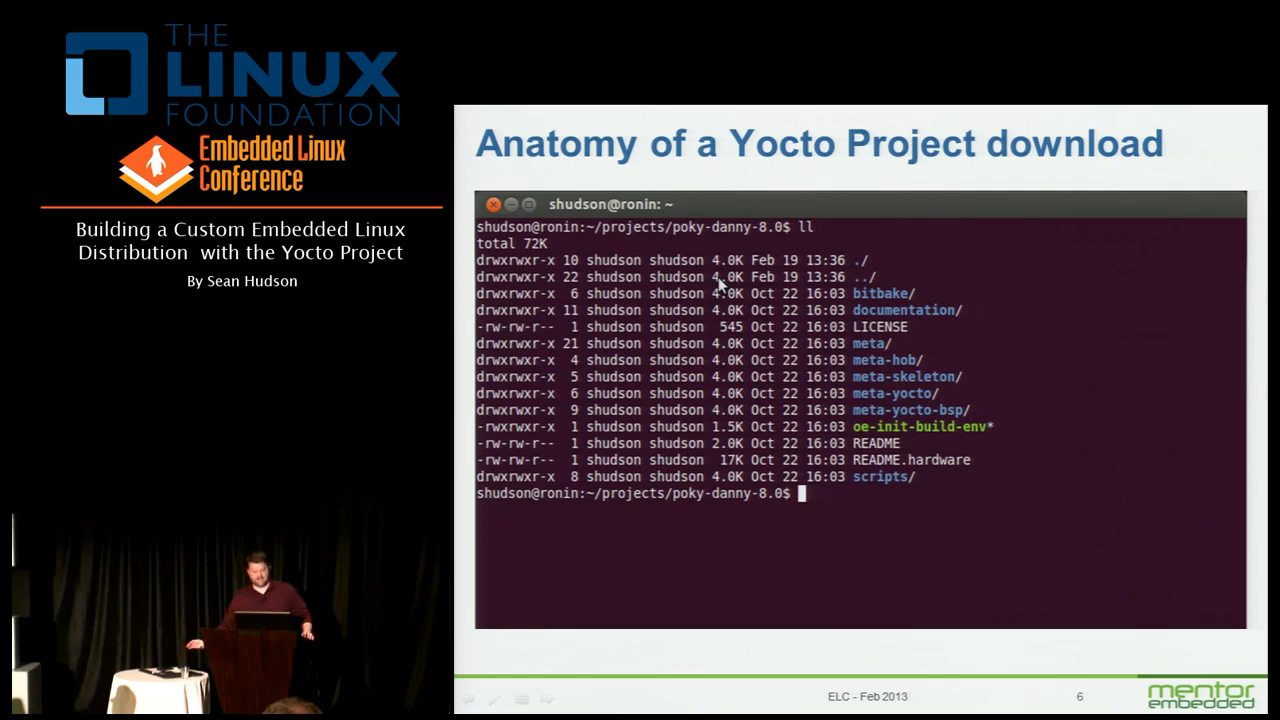 THE
LINUX
FOUNDATION
Embedded Linux
Conference
Building a Custom Embedded Linux
Distribution with the Yocto Project
By Sean Hudson
Anatomy of a Yocto Project download
shudson@ronin: ~
shudson@ronin:~/projects/poky-danny-8.0$ ll
total 72K
drwxrwxr-x 10 shudson shudson 4.0K Feb 19 13:36 ./
drwxrwxr-x 22 shudson shudson 4.0K Feb 19 13:36 ../
drwxrwxr-x 6 shudson shudson 4.0K Oct 22 16:03 bitbake/
drwxrwxr-x 11 shudson shudson 4.0K Oct 22 16:03 documentation/
-rw-rw-r-- 1 shudson shudson 545 Oct 22 16:03 LICENSE
drwxrwxr-x 21 shudson shudson 4.0K Oct 22 16:03 meta/
drwxrwxr-x 4 shudson shudson 4.0K Oct 22 16:03 meta-hob/
drwxrwxr-x 5 shudson shudson 4.0K Oct 22 16:03 meta-skeleton/
drwxrwxr-x 6 shudson shudson 4.0K Oct 22 16:03 meta-yocto/
drwxrwxr-x 9 shudson shudson 4.0K Oct 22 16:03 meta-yocto-bsp/
-rwxrwxr-x 1 shudson shudson 1.5K Oct 22 16:03 oe-init-build-env*
-rw-rw-r-- 1 shudson shudson 2.0K Oct 22 16:03 README
-rw-rw-r-- 1 shudson shudson 17K Oct 22 16:03 README.hardware
drwxrwxr-x 8 shudson shudson 4.0K Oct 22 16:03 scripts/
shudson@ronin:~/projects/poky-danny-8.0$
ELC - Feb 2013
6
mentor
embedded